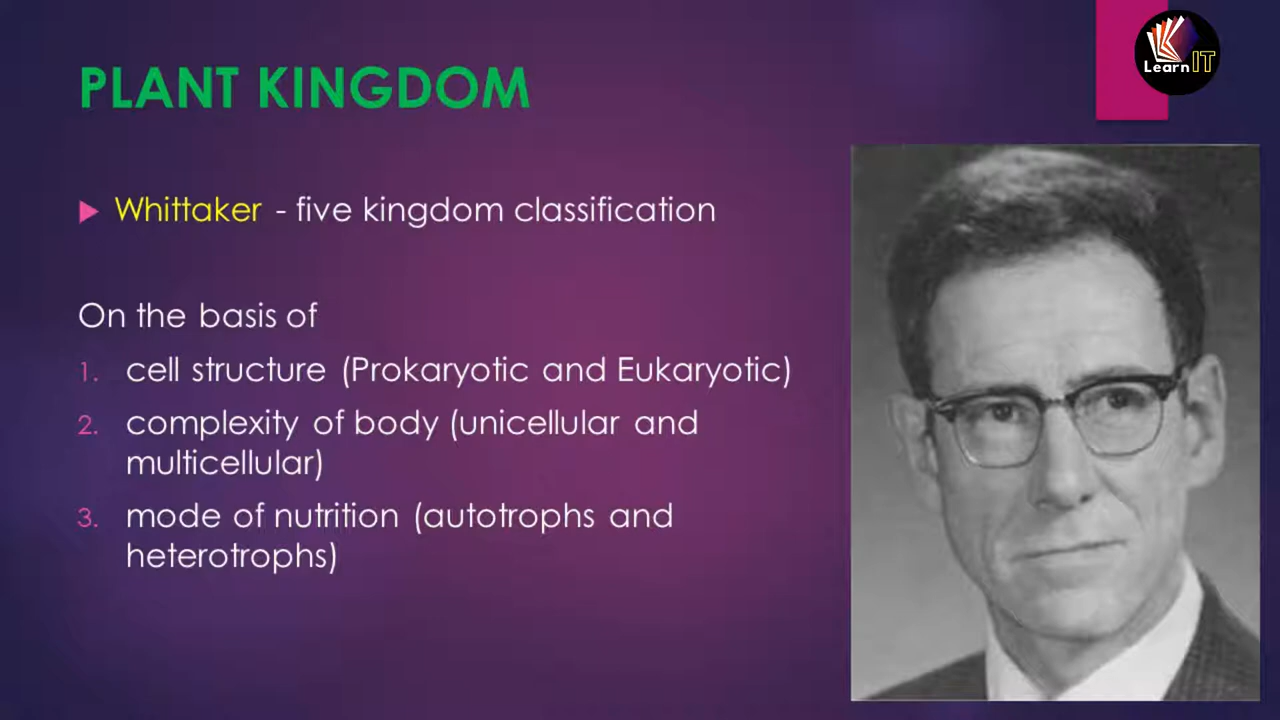 PLANT KINGDOM
Learn IT
Whittaker - five kingdom classification
On the basis of
1. cell structure (Prokaryotic and Eukaryotic)
2. complexity of body (unicellular and
multicellular)
3. mode of nutrition (autotrophs and
heterotrophs)